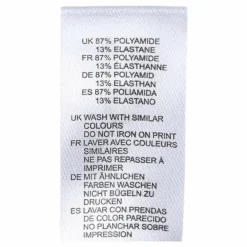 UK 87% POLYAMIDE
13% ELASTANE
FR 87% POLYAMIDE
13% ÉLASTHANNE
DE 87% POLYAMID
13% ELASTHAN
ES 87% POLIAMIDA
13% ELASTANO
UK WASH WITH SIMILAR
COLOURS
DO NOT IRON ON PRINT
FR LAVER AVEC COULEURS
SIMILAIRES
NE PAS REPASSER À
IMPRIMER
DE MIT ÄHNLICHEN
FARBEN WASCHEN
NICHT BÜGELN ZU
DRUCKEN
ES LAVAR CON PRENDAS
DE COLOR PARECIDO
NO PLANCHAR SOBRE
IMPRESIÓN